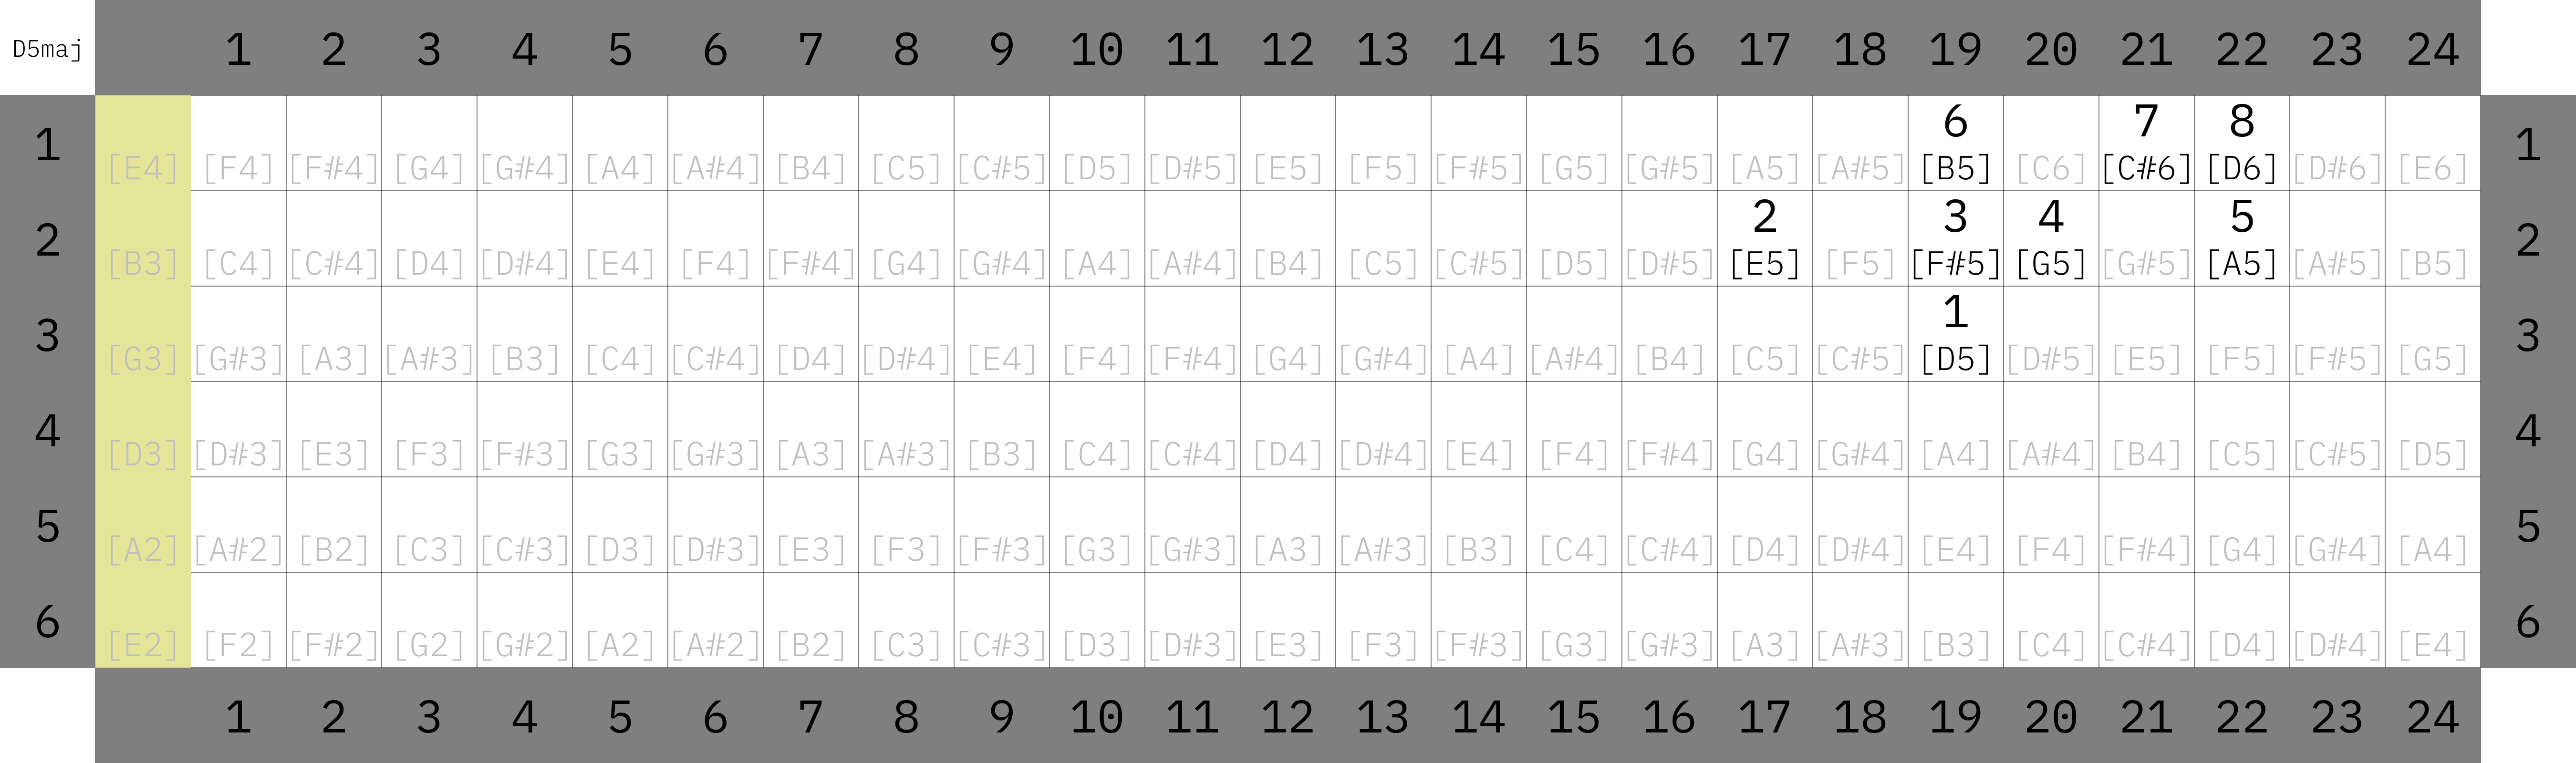 D5maj 1 2 3 4 5 6 7 8 9 10 11 12 13 14 15 16 17 18 19 20 21 22 23 24
6 7 8
1 1
[E4] [F4] [F#4] [G4] [G#4] [A4] [A#4] [B4] [C5] [C#5] [D5] [D#5] [E5] [F5] [F#5] [G5] [G#5] [A5] [A#5] [B5] [C6] [C#6] [D6] [D#6] [E6]
2 3 4 5
2 2
[B3] [C4] [C#4] [D4] [D#4] [E4] [F4] [F#4] [G4] [G#4] [A4] [A#4] [B4] [C5] [C#5] [D5] [D#5] [E5] [F5] [F#5] [G5] [G#5] [A5] [A#5] [B5]
1
3 3
[G3] [G#3] [A3] [A#3] [B3] [C4] [C#4] [D4] [D#4] [E4] [F4] [F#4] [G4] [G#4] [A4] [A#4] [B4] [C5] [C#5] [D5] [D#5] [E5] [F5] [F#5] [G5]
4 4
[D3] [D#3] [E3] [F3] [F#3] [G3] [G#3] [A3] [A#3] [B3] [C4] [C#4] [D4] [D#4] [E4] [F4] [F#4] [G4] [G#4] [A4] [A#4] [B4] [C5] [C#5] [D5]
5 5
[A2] [A#2] [B2] [C3] [C#3] [D3] [D#3] [E3] [F3] [F#3] [G3] [G#3] [A3] [A#3] [B3] [C4] [C#4] [D4] [D#4] [E4] [F4] [F#4] [G4] [G#4] [A4]
6 6
[E2] [F2] [F#2] [G2] [G#2] [A2] [A#2] [B2] [C3] [C#3] [D3] [D#3] [E3] [F3] [F#3] [G3] [G#3] [A3] [A#3] [B3] [C4] [C#4] [D4] [D#4] [E4]
1 2 3 4 5 6 7 8 9 10 11 12 13 14 15 16 17 18 19 20 21 22 23 24